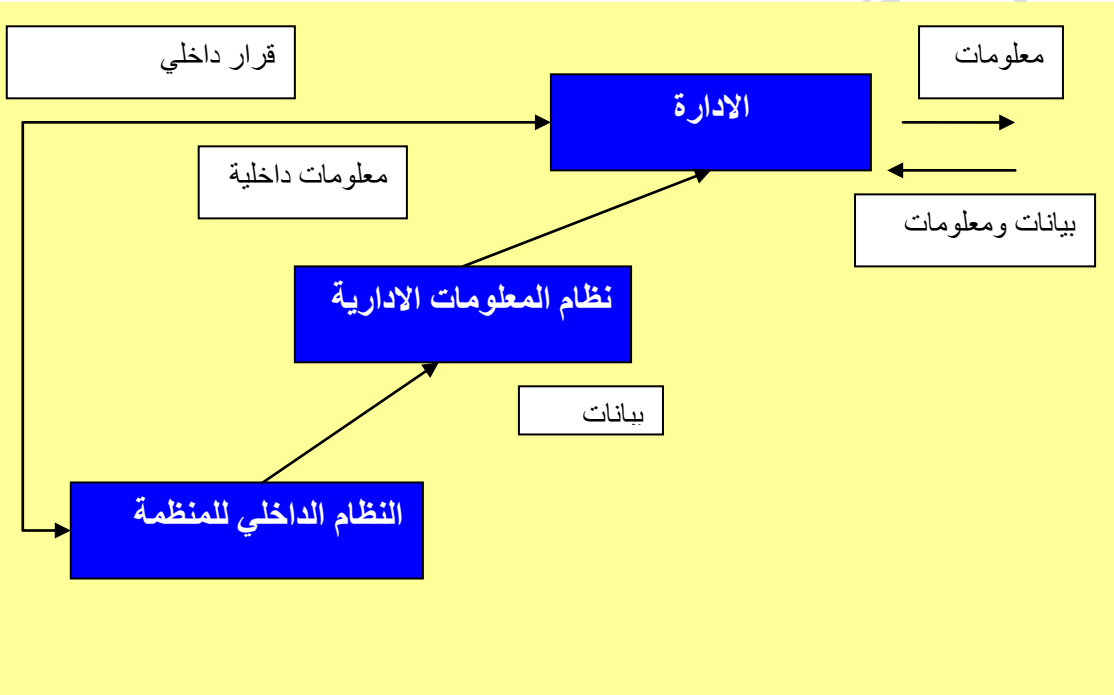 قرار داخلي
معلومات
الادارة
معلومات داخلية
بيانات ومعلومات
نظام المعلومات الادارية
بيانات
النظام الداخلي للمنظمة